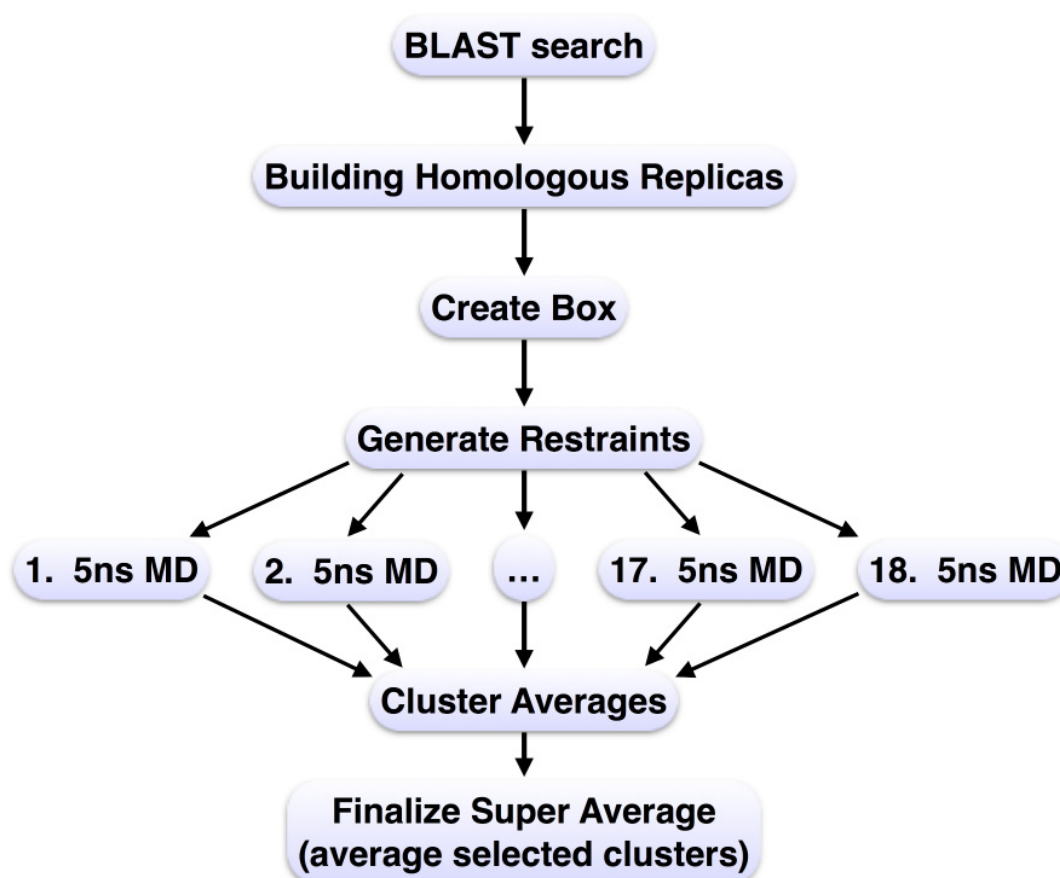 BLAST search
Building Homologous Replicas
Create Box
Generate Restraints
1. 5ns MD
2. 5ns MD
...
17. 5ns MD
18. 5ns MD
Cluster Averages
Finalize Super Average
(average selected clusters)